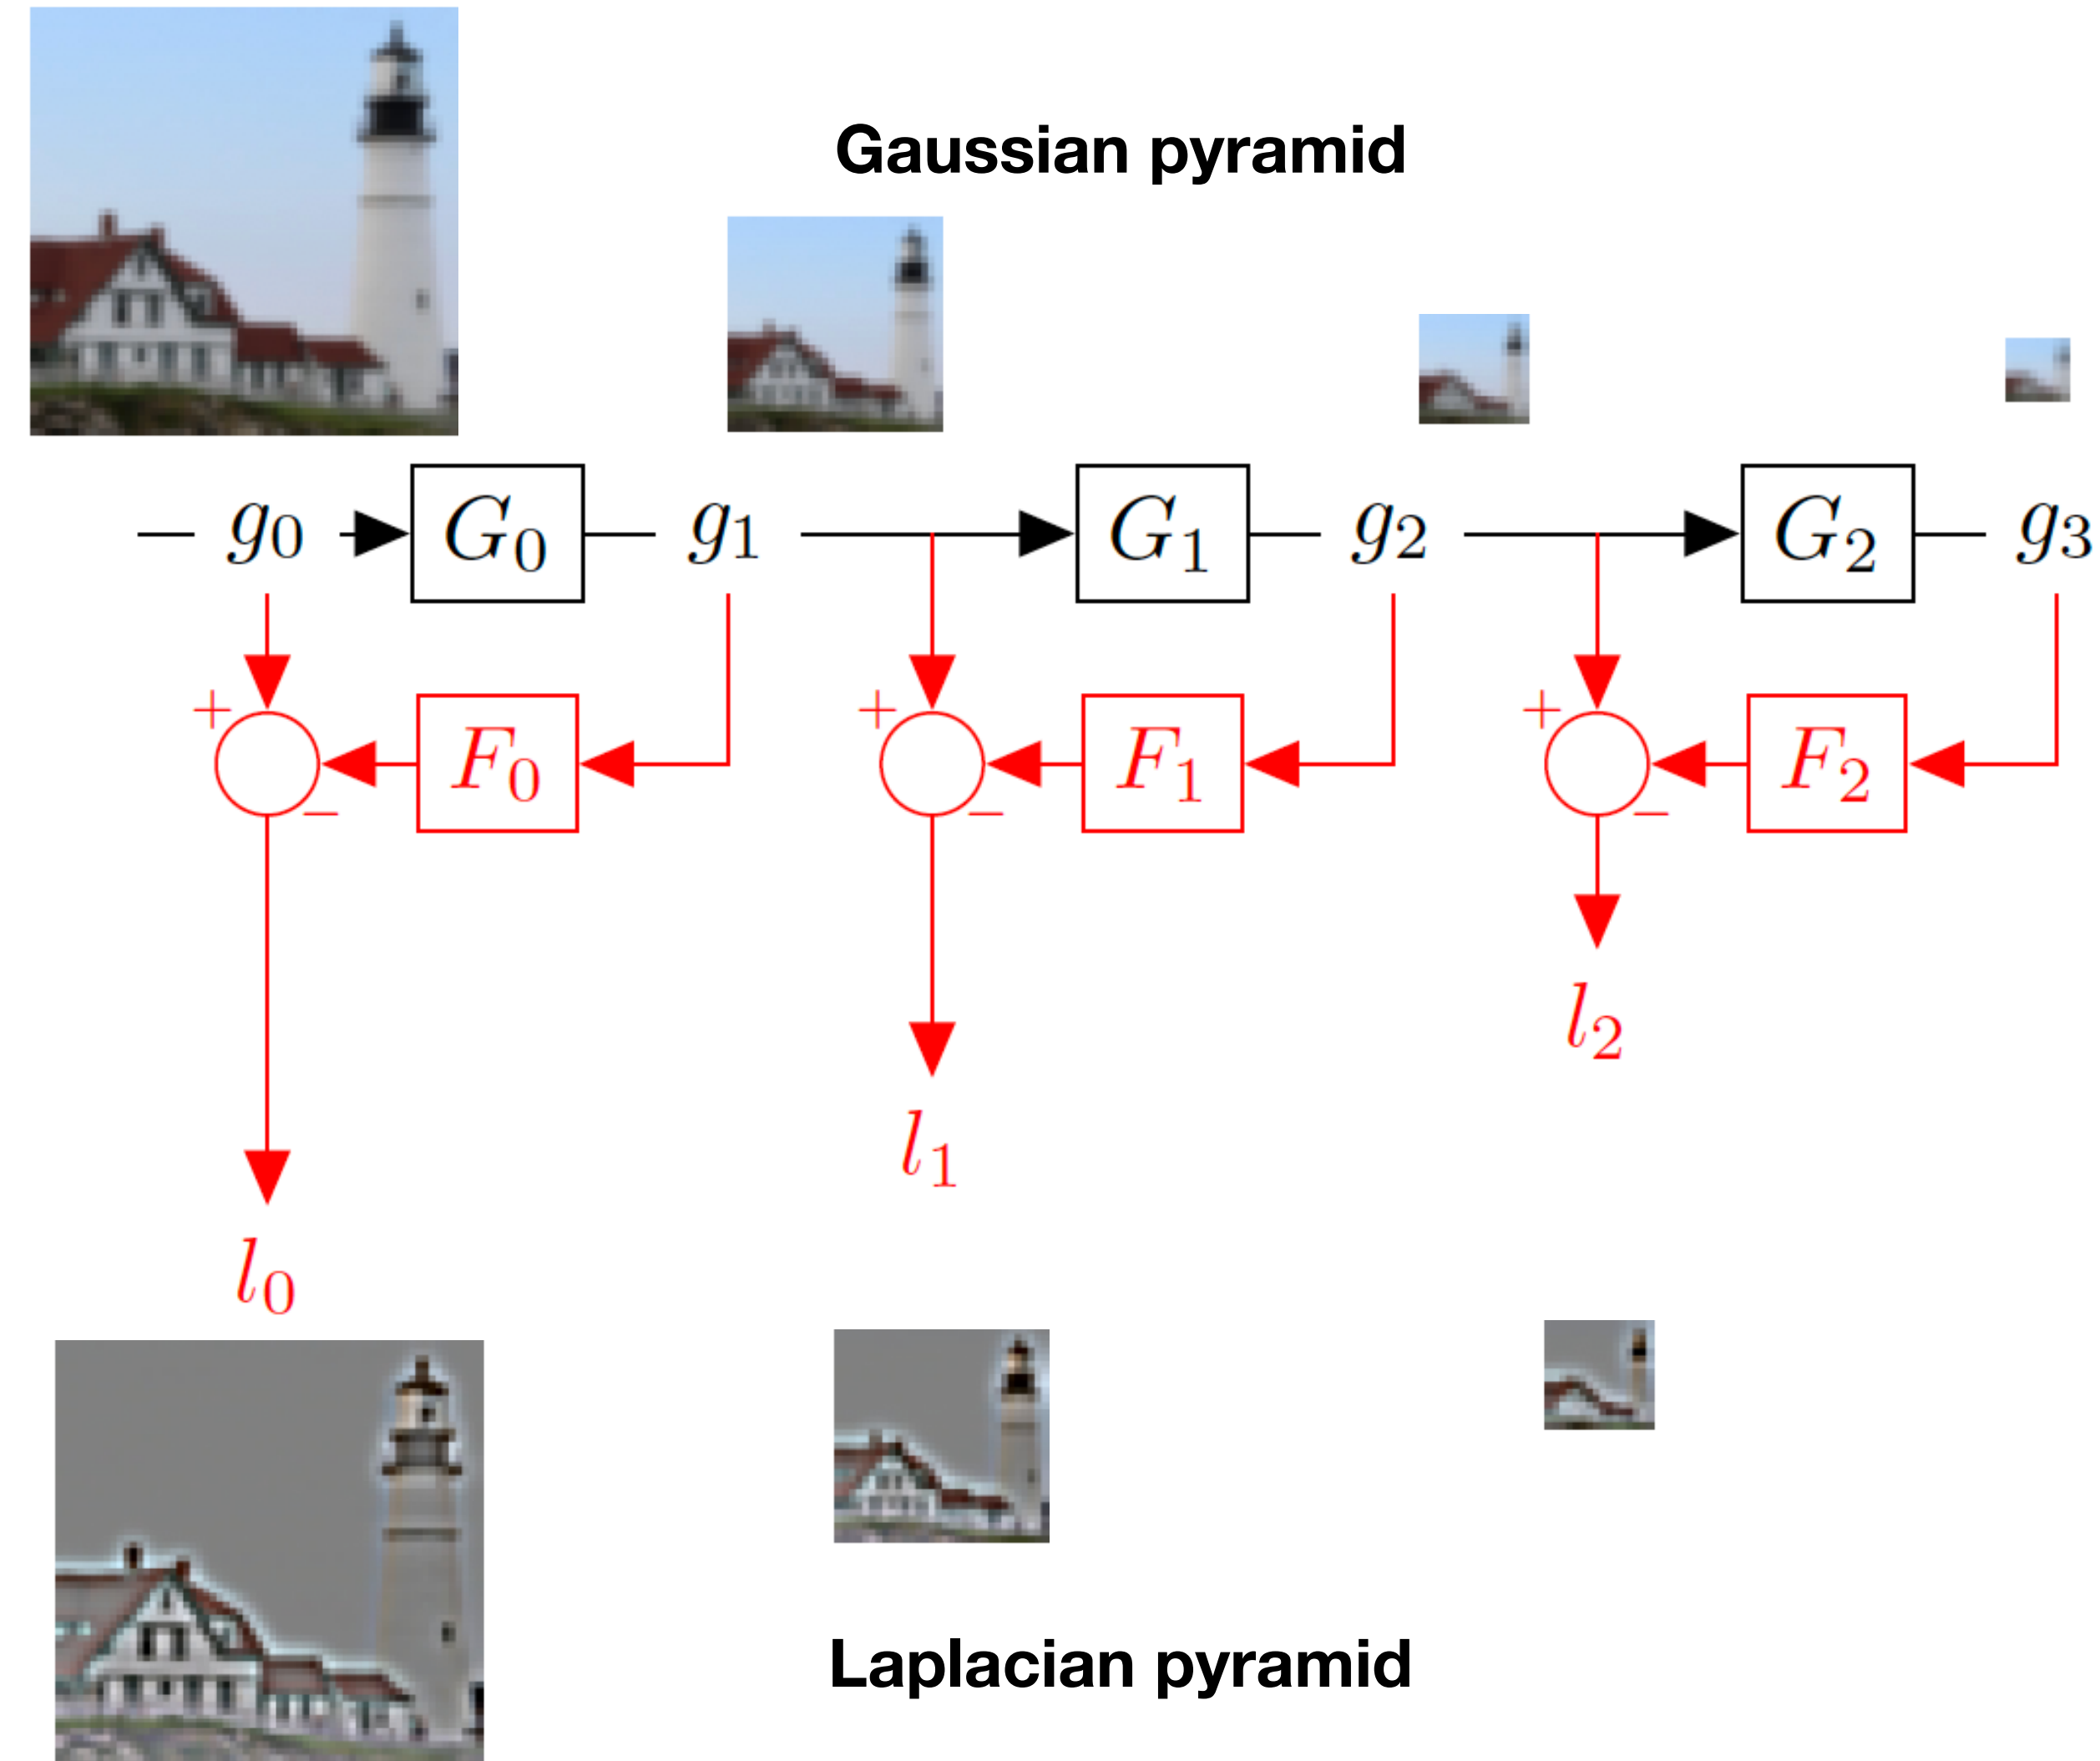 Gaussian pyramid
g0 G0 g1 G1 g2 G2 g3
+ F0 + F1 + F2
− − −
l2
l1
l0
Laplacian pyramid